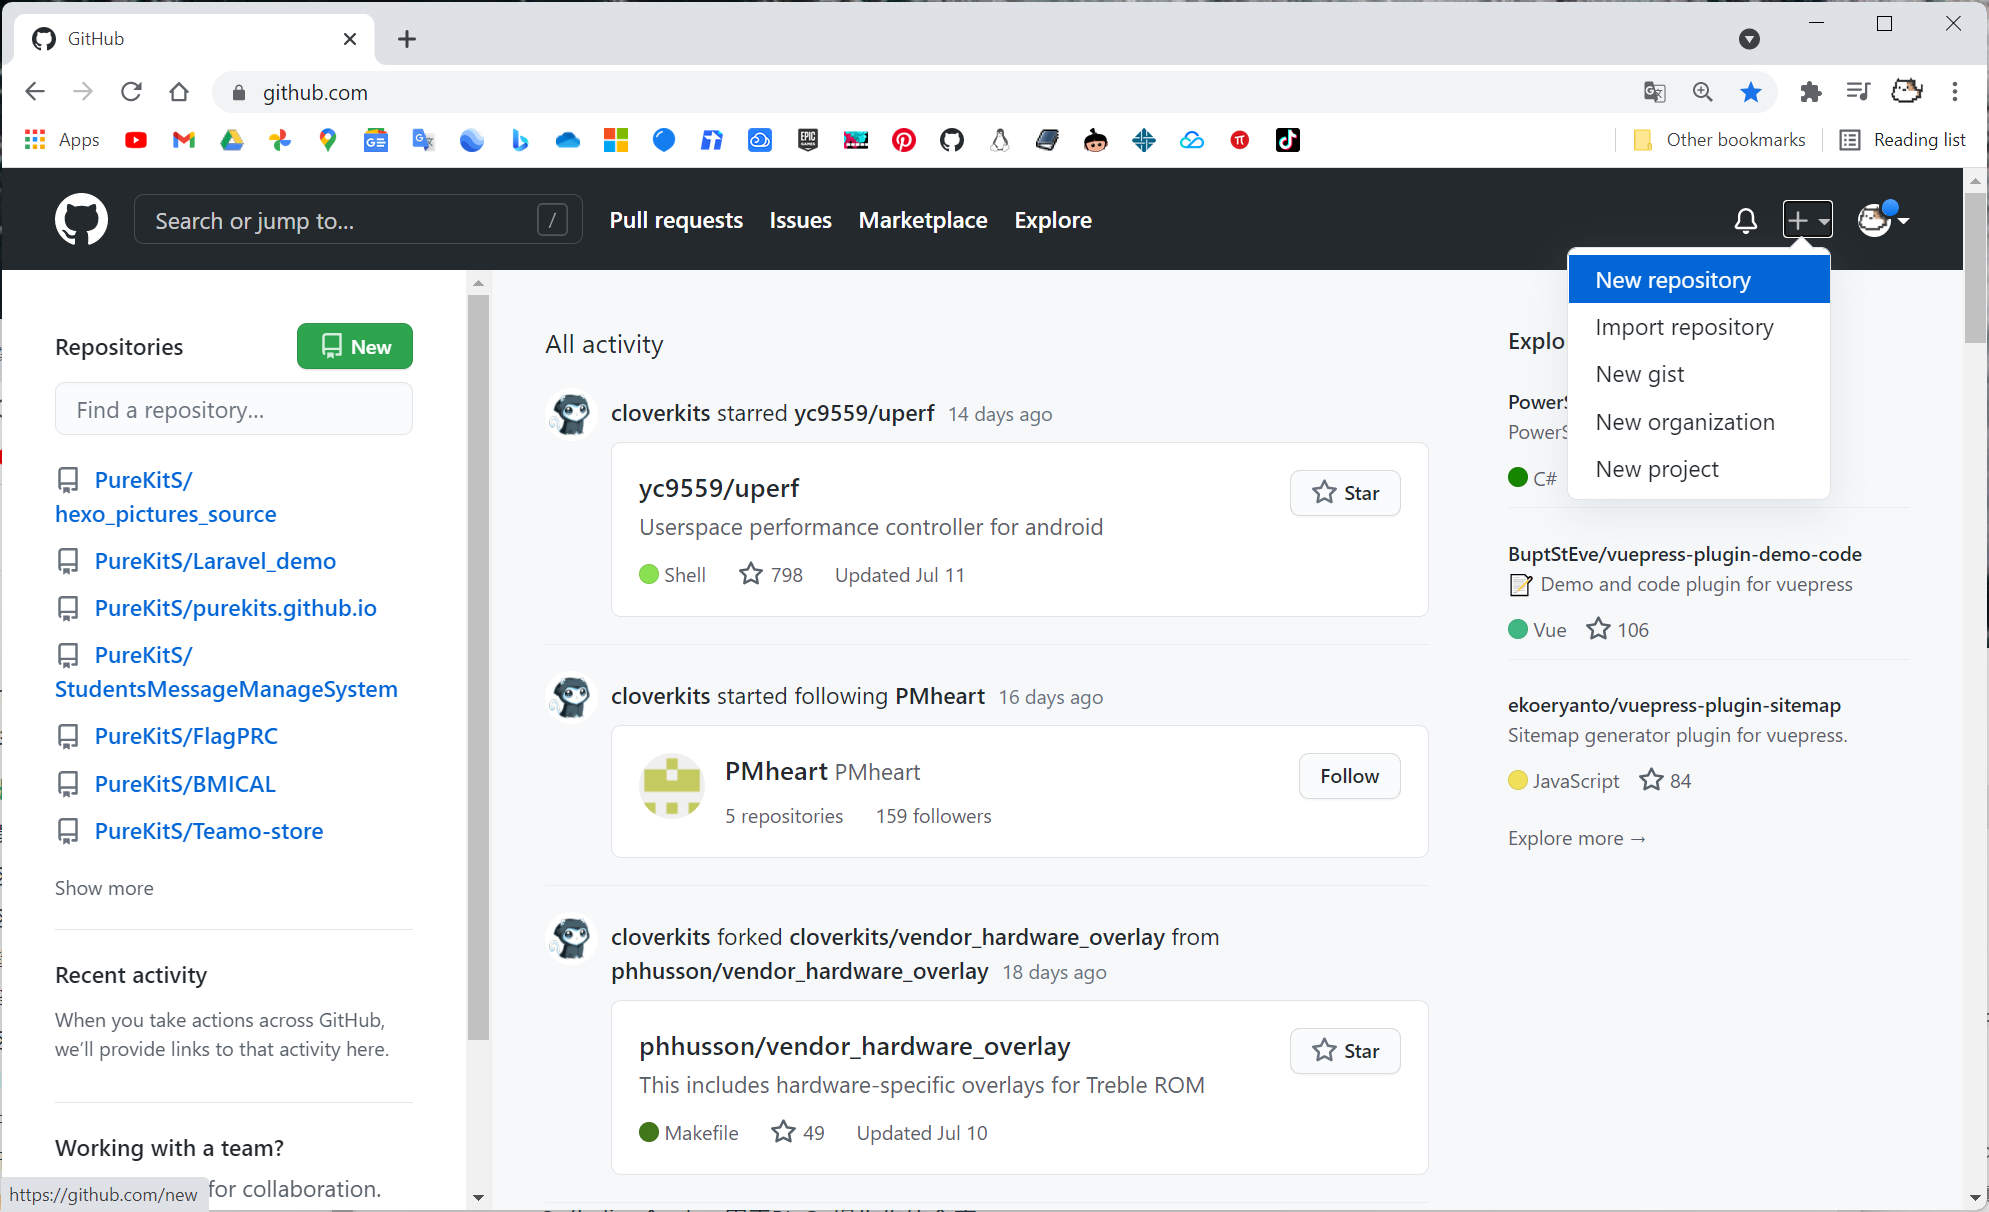 GitHub
github.com
Apps
Other bookmarks
Reading list
Search or jump to...
/
Pull requests
Issues
Marketplace
Explore
New repository
Import repository
New gist
New organization
New project
Repositories
New
Find a repository...
PureKitS/
hexo_pictures_source
PureKitS/Laravel_demo
PureKitS/purekits.github.io
PureKitS/
StudentsMessageManageSystem
PureKitS/FlagPRC
PureKitS/BMICAL
PureKitS/Teamo-store
Show more
Recent activity
When you take actions across GitHub,
we’ll provide links to that activity here.
Working with a team?
for collaboration.
https://github.com/new
All activity
cloverkits starred yc9559/uperf 14 days ago
yc9559/uperf
Star
Userspace performance controller for android
Shell 798 Updated Jul 11
cloverkits started following PMheart 16 days ago
PMheart PMheart
Follow
5 repositories 159 followers
cloverkits forked cloverkits/vendor_hardware_overlay from
phhusson/vendor_hardware_overlay 18 days ago
phhusson/vendor_hardware_overlay
Star
This includes hardware-specific overlays for Treble ROM
Makefile 49 Updated Jul 10
C#
BuptStEve/vuepress-plugin-demo-code
Demo and code plugin for vuepress
Vue 106
ekoeryanto/vuepress-plugin-sitemap
Sitemap generator plugin for vuepress.
JavaScript 84
Explore more →